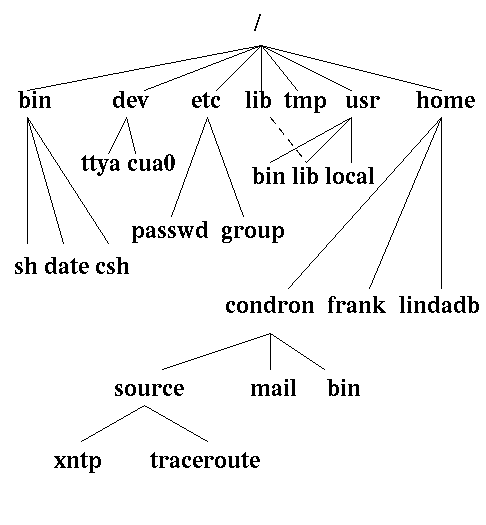 /
bin dev etc lib tmp usr home
ttya cua0
bin lib local
passwd group
sh date csh
condron frank lindadb
source mail bin
xntp traceroute